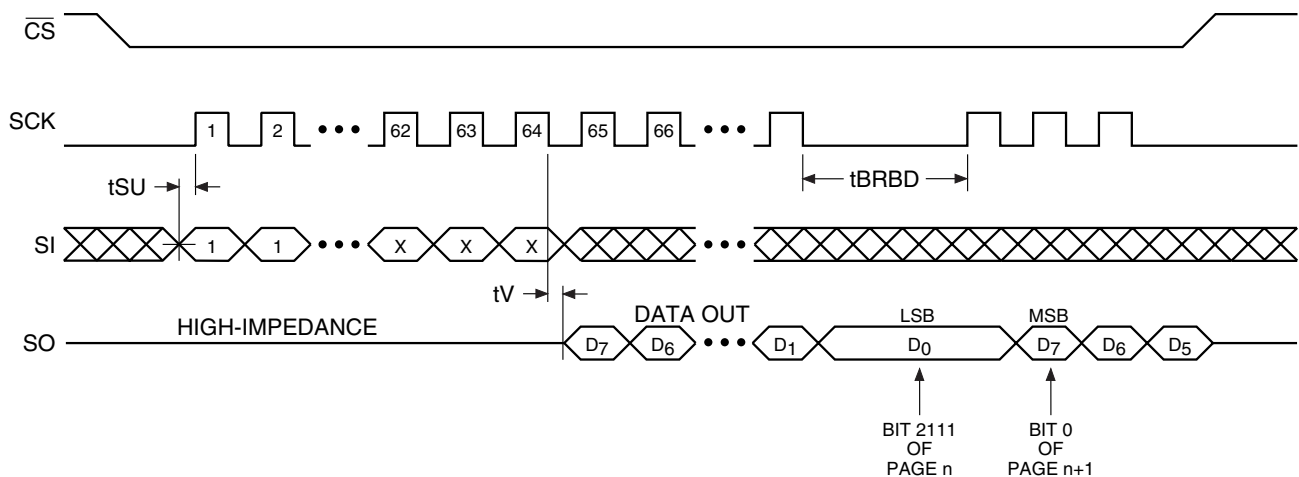 CS
SCK
1 2 ••• 62 63 64 65 66 •••
tSU
tBRBD
SI
1 1 ••• X X X •••
tV
HIGH-IMPEDANCE
DATA OUT
LSB
MSB
SO
D7 D6 ••• D1 D0 D7 D6 D5
BIT 2111
OF
PAGE n
BIT 0
OF
PAGE n+1